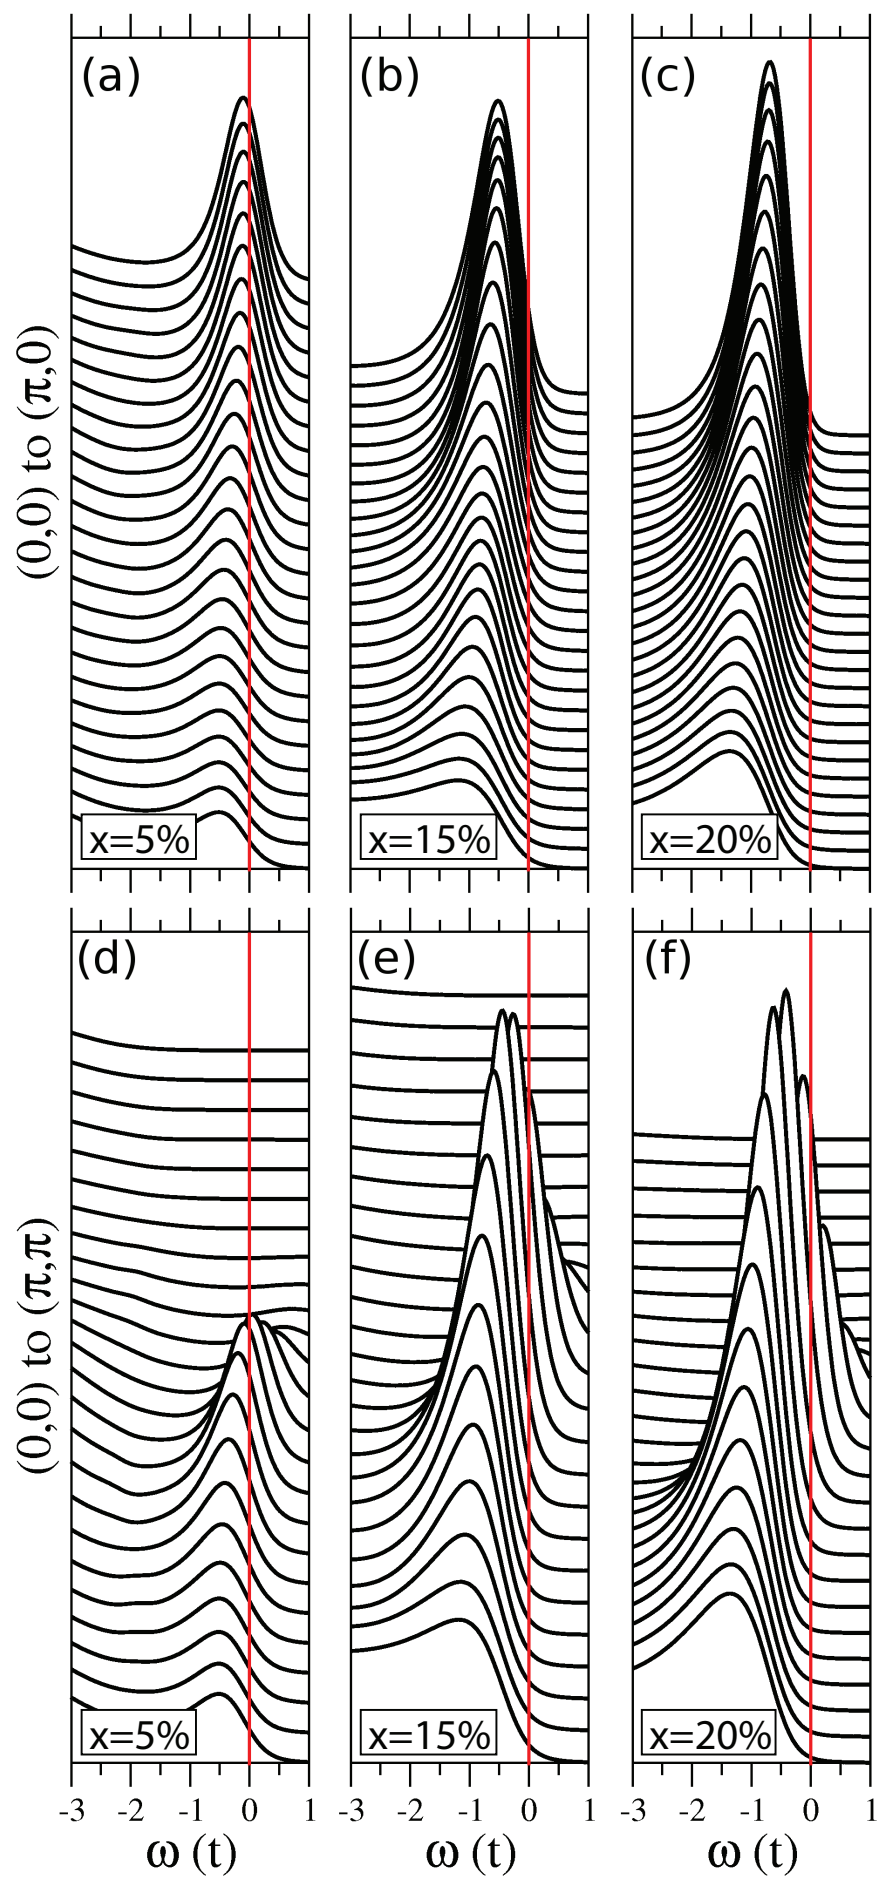 (a)
(b)
(c)
(0,0) to (π,0)
x=5%
x=15%
x=20%
(d)
(e)
(f)
(0,0) to (π,π)
x=5%
x=15%
x=20%
-3 -2 -1 0 1
-3 -2 -1 0 1
-3 -2 -1 0 1
ω (t)
ω (t)
ω (t)